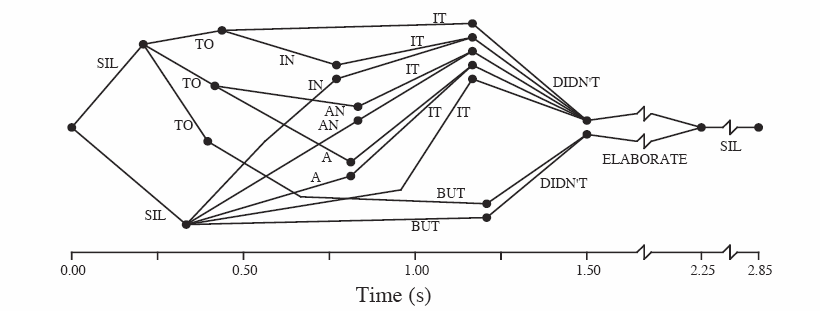 IT
TO
IT
SIL
IN
IT
DIDN'T
TO
IN
AN
IT
IT
TO
AN
A
ELABORATE
SIL
A
DIDN'T
BUT
SIL
BUT
0.00
0.50
1.00
1.50
2.25
2.85
Time (s)